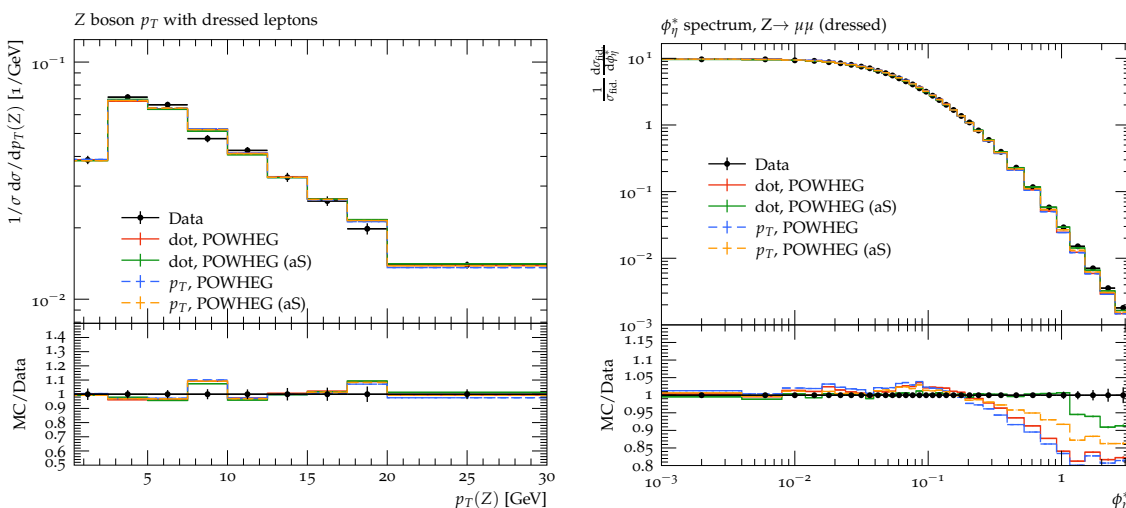 Z boson p_T with dressed leptons
1/σ dσ/dp_T(Z) [1/GeV]
10^−1
10^−2
Data
dot, POWHEG
dot, POWHEG (aS)
p_T, POWHEG
p_T, POWHEG (aS)
MC/Data
1.4
1.3
1.2
1.1
1
0.9
0.8
0.7
0.6
0.5
5 10 15 20 25 30
p_T(Z) [GeV]
φ*_η spectrum, Z→ μμ (dressed)
1/σ_fid. dσ_fid./dφ*_η
10^1
1
10^−1
10^−2
10^−3
Data
dot, POWHEG
dot, POWHEG (aS)
p_T, POWHEG
p_T, POWHEG (aS)
MC/Data
1.15
1.1
1.05
1
0.95
0.9
0.85
0.8
10^−3 10^−2 10^−1 1
φ*_η